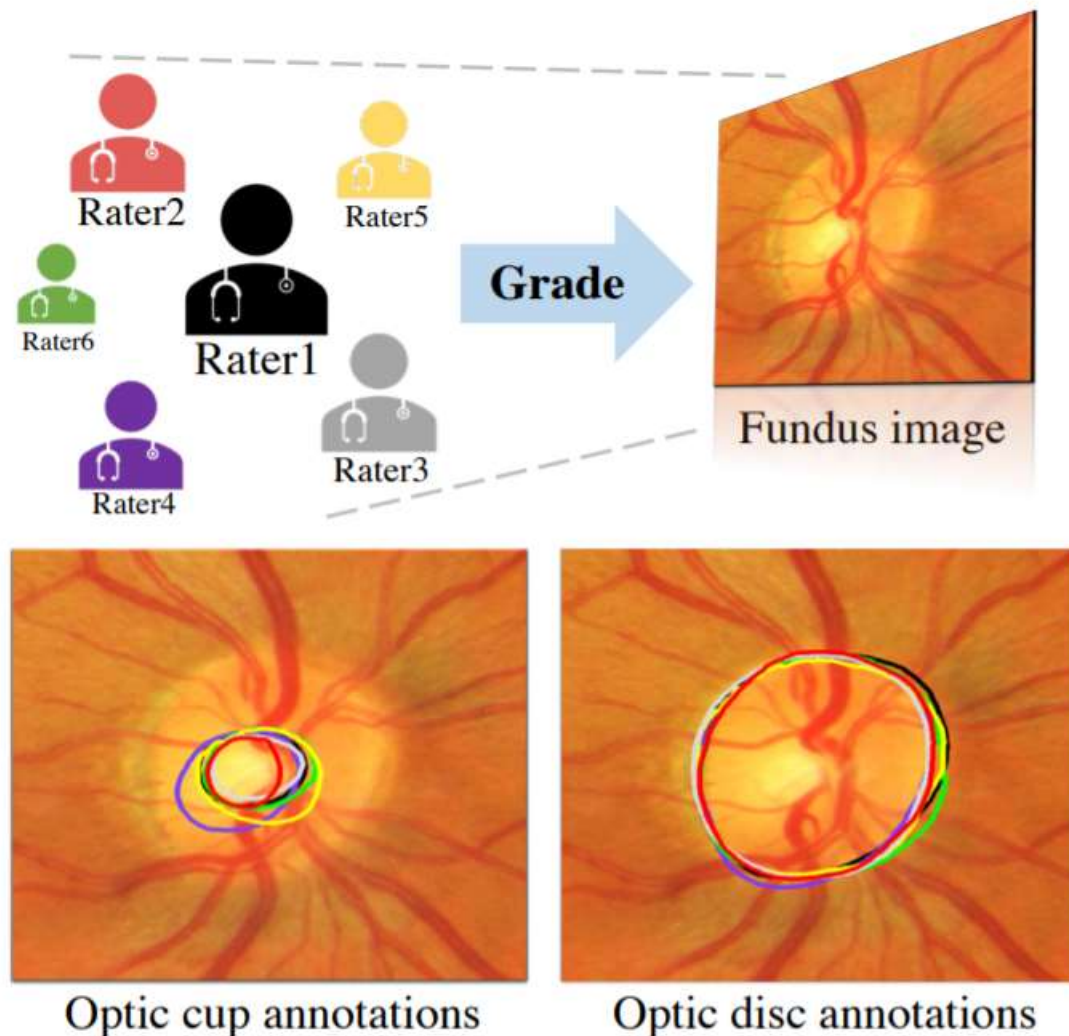 Rater2
Rater5
Rater6
Rater1
Rater4
Rater3
Grade
Fundus image
Optic cup annotations
Optic disc annotations